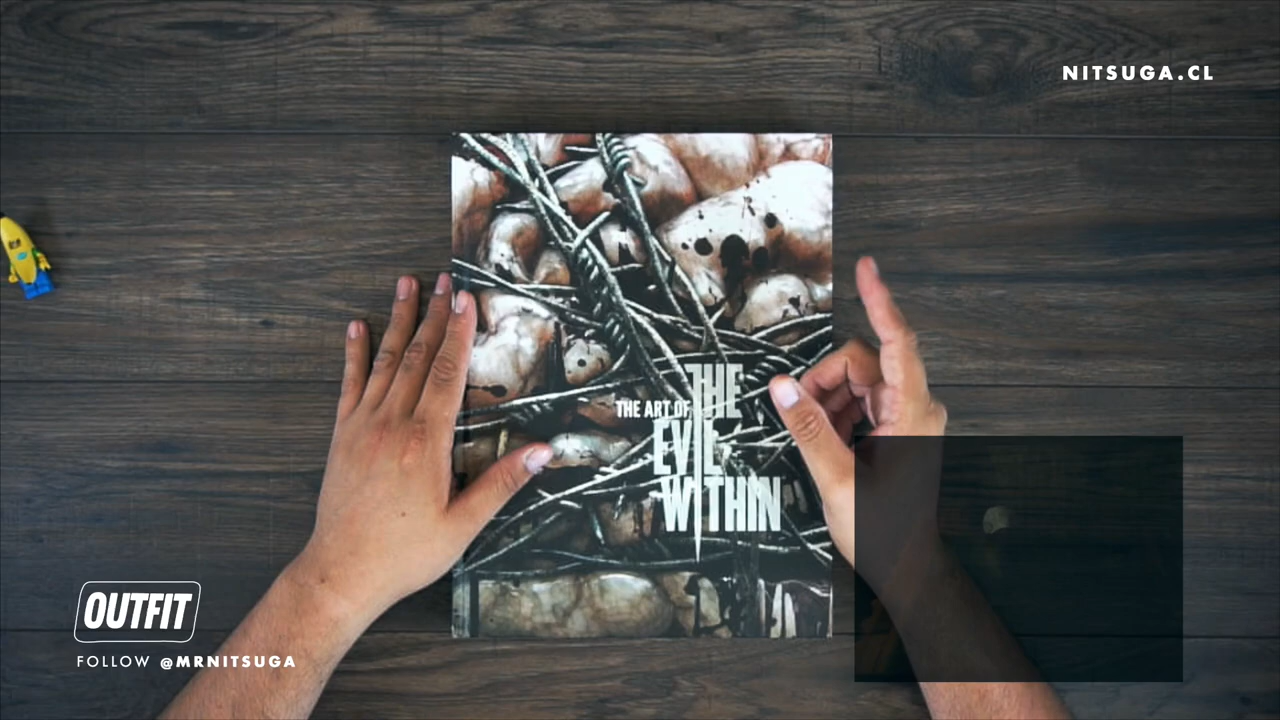 NITSUGA.CL
THE ART OF THE
EVIL
WITHIN
OUTFIT
FOLLOW @MRNITSUGA